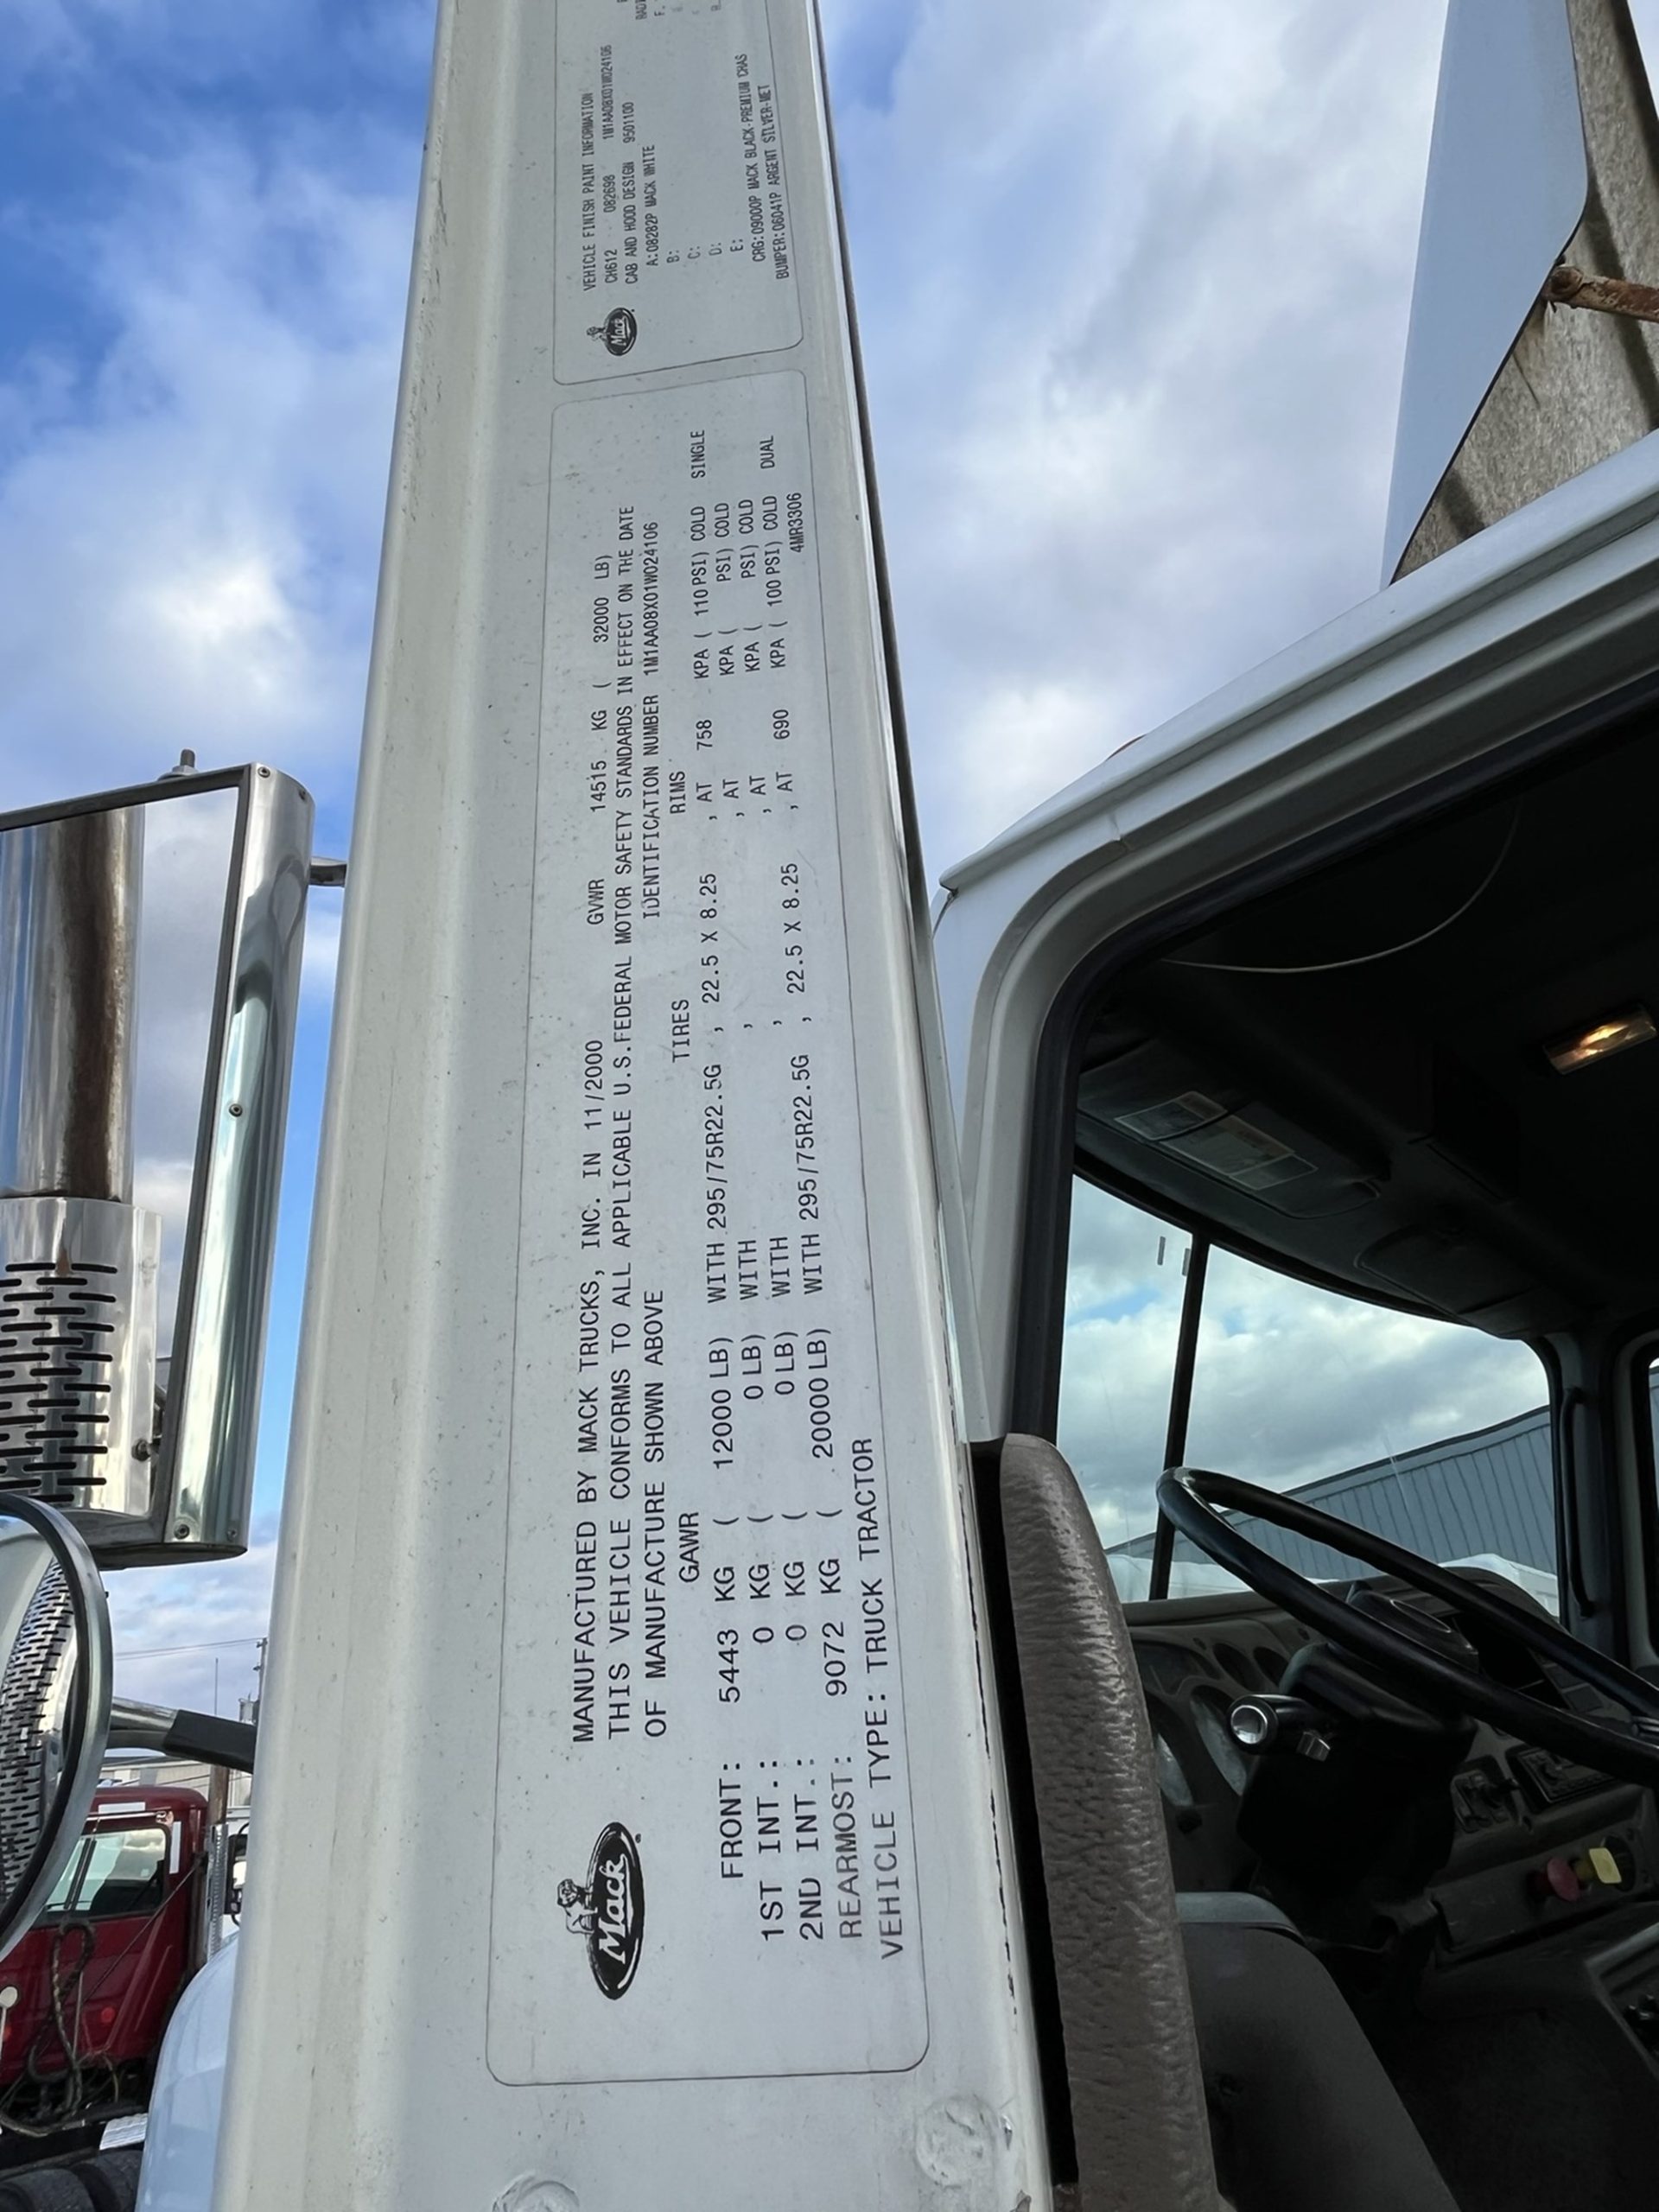 Mack
MANUFACTURED BY MACK TRUCKS, INC. IN 11/2000 GVWR 14515 KG ( 32000 LB)
THIS VEHICLE CONFORMS TO ALL APPLICABLE U.S.FEDERAL MOTOR SAFETY STANDARDS IN EFFECT ON THE DATE
OF MANUFACTURE SHOWN ABOVE IDENTIFICATION NUMBER 1M1AA08X01W024106
GAWR TIRES RIMS
FRONT: 5443 KG ( 12000 LB) WITH 295/75R22.5G , 22.5 X 8.25 , AT 758 KPA ( 110 PSI) COLD SINGLE
1ST INT.: 0 KG ( 0 LB) WITH , , AT KPA ( PSI) COLD
2ND INT.: 0 KG ( 0 LB) WITH , , AT KPA ( PSI) COLD
REARMOST: 9072 KG ( 20000 LB) WITH 295/75R22.5G , 22.5 X 8.25 , AT 690 KPA ( 100 PSI) COLD DUAL
VEHICLE TYPE: TRUCK TRACTOR 4MR3306
Mack
VEHICLE FINISH PAINT INFORMATION
CH612 082698 1M1AA08X01W024106
CAB AND HOOD DESIGN 9501100
A:08282P MACK WHITE
B:
C:
D:
E:
CRG:09000P MACK BLACK-PREMIUM CHAS
BUMPER:06041P ARGENT SILVER-MET